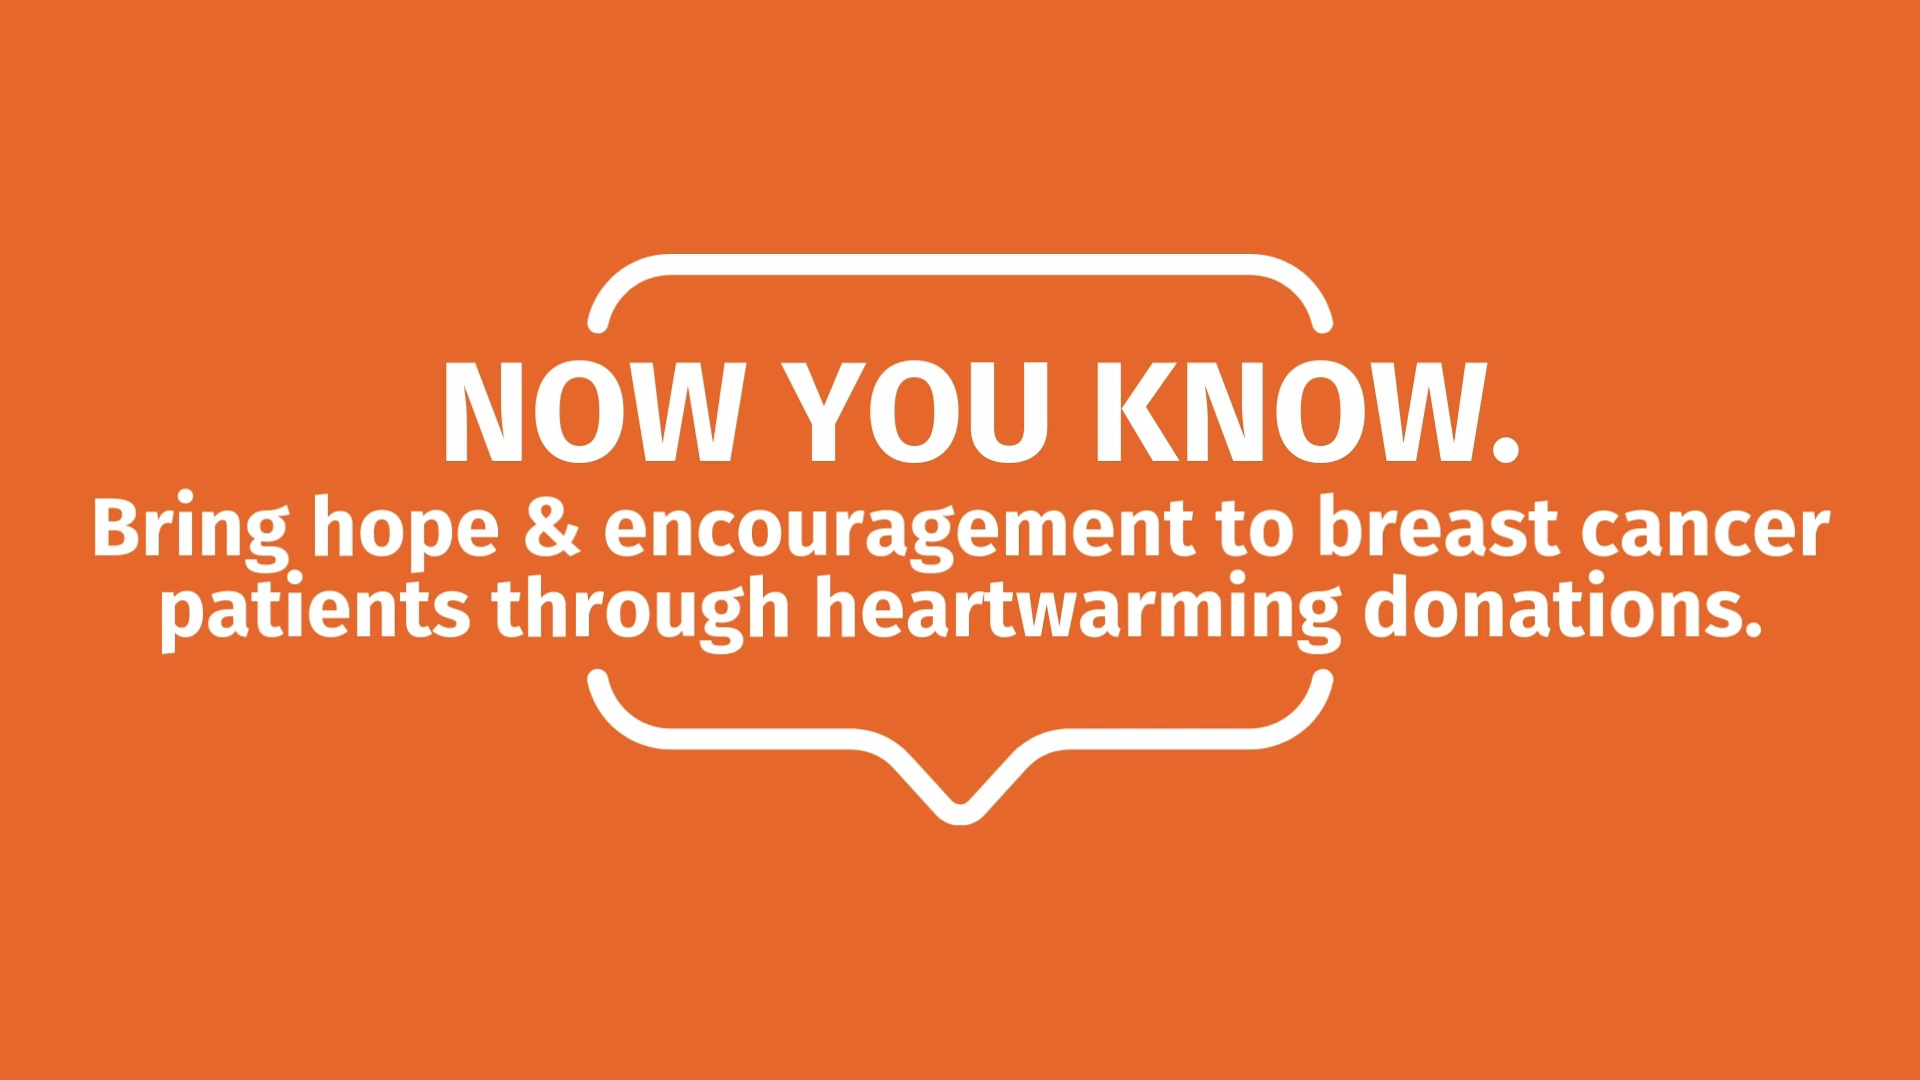 NOW YOU KNOW.
Bring hope & encouragement to breast cancer
patients through heartwarming donations.